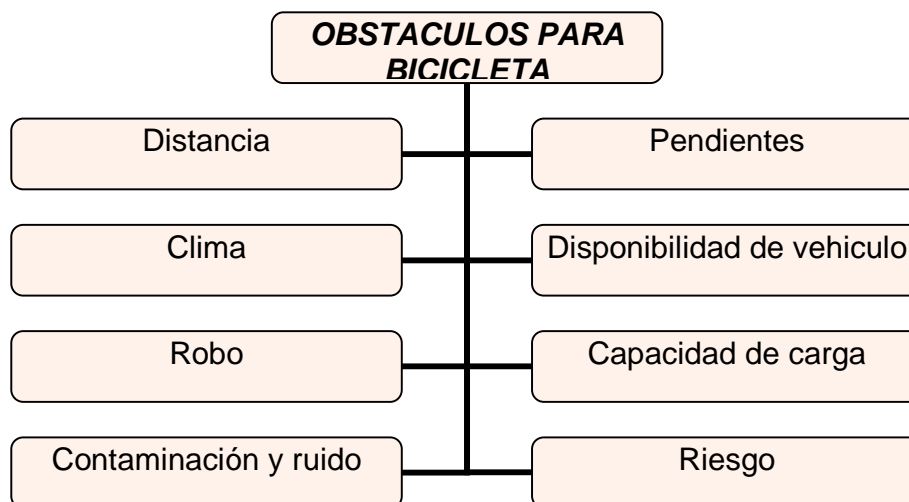 OBSTACULOS PARA
BICICLETA
Distancia
Pendientes
Clima
Disponibilidad de vehiculo
Robo
Capacidad de carga
Contaminación y ruido
Riesgo